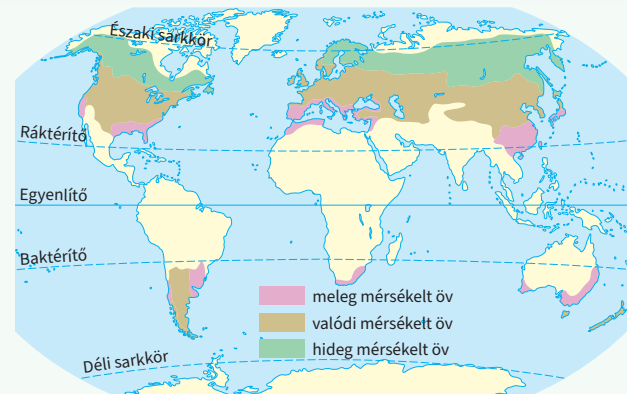 Északi sarkkör
Ráktérítő
Egyenlítő
Baktérítő
meleg mérsékelt öv
valódi mérsékelt öv
hideg mérsékelt öv
Déli sarkkör